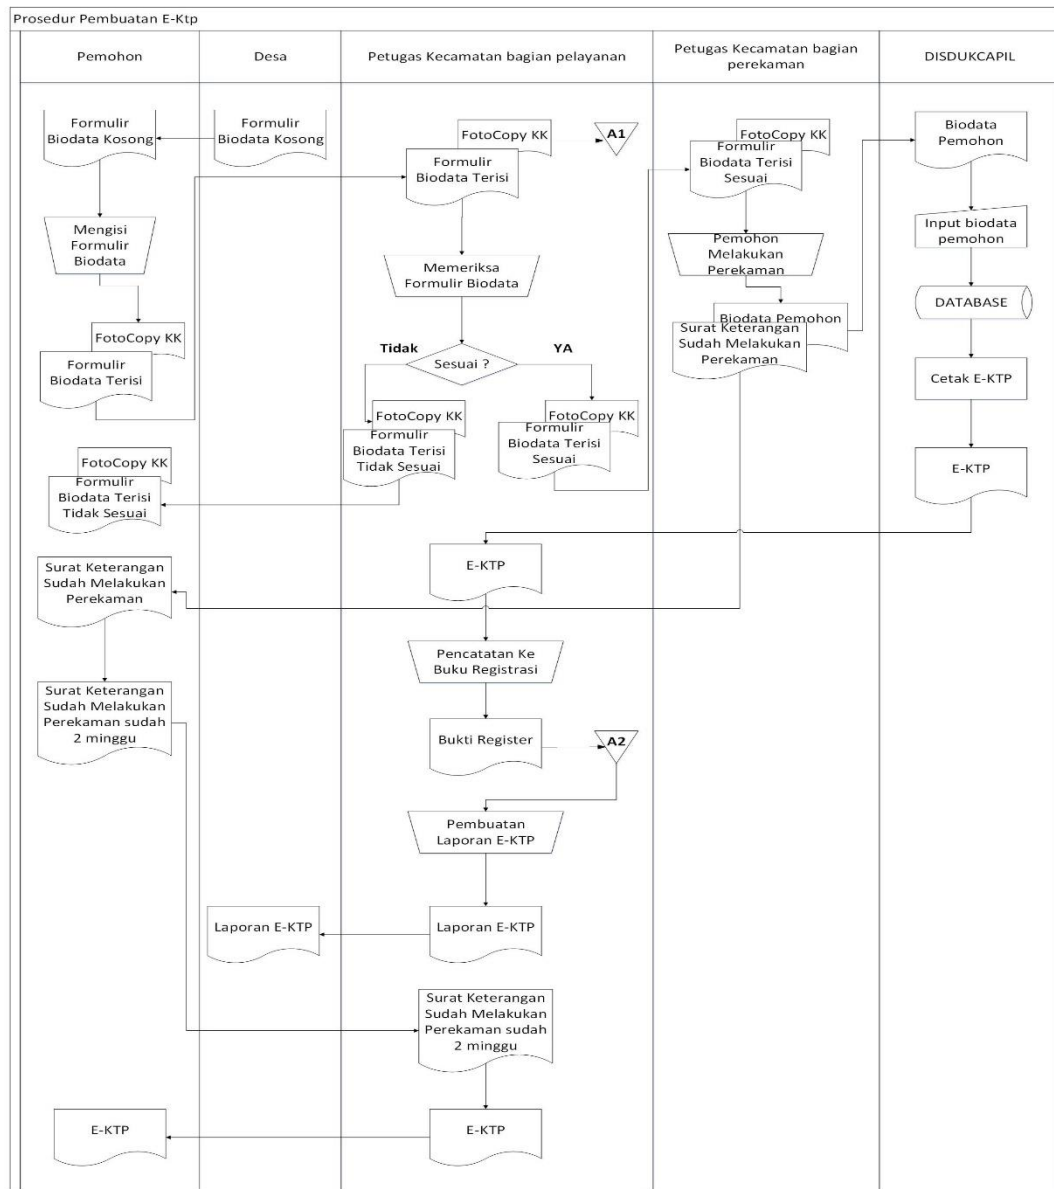 Prosedur Pembuatan E-Ktp
Pemohon
Desa
Petugas Kecamatan bagian pelayanan
Petugas Kecamatan bagian
perekaman
DISDUKCAPIL
Formulir
Biodata Kosong
Formulir
Biodata Kosong
FotoCopy KK
Formulir
Biodata Terisi
A1
FotoCopy KK
Formulir
Biodata Terisi
Sesuai
Biodata
Pemohon
Mengisi
Formulir
Biodata
Memeriksa
Formulir Biodata
Pemohon
Melakukan
Perekaman
Input biodata
pemohon
FotoCopy KK
Formulir
Biodata Terisi
Tidak
Sesuai ?
YA
Biodata Pemohon
Surat Keterangan
Sudah Melakukan
Perekaman
DATABASE
Cetak E-KTP
FotoCopy KK
Formulir
Biodata Terisi
Tidak Sesuai
FotoCopy KK
Formulir
Biodata Terisi
Sesuai
FotoCopy KK
Formulir
Biodata Terisi
Tidak Sesuai
E-KTP
E-KTP
Surat Keterangan
Sudah Melakukan
Perekaman
Pencatatan Ke
Buku Registrasi
Surat Keterangan
Sudah Melakukan
Perekaman sudah
2 minggu
Bukti Register
A2
Pembuatan
Laporan E-KTP
Laporan E-KTP
Laporan E-KTP
Surat Keterangan
Sudah Melakukan
Perekaman sudah
2 minggu
E-KTP
E-KTP